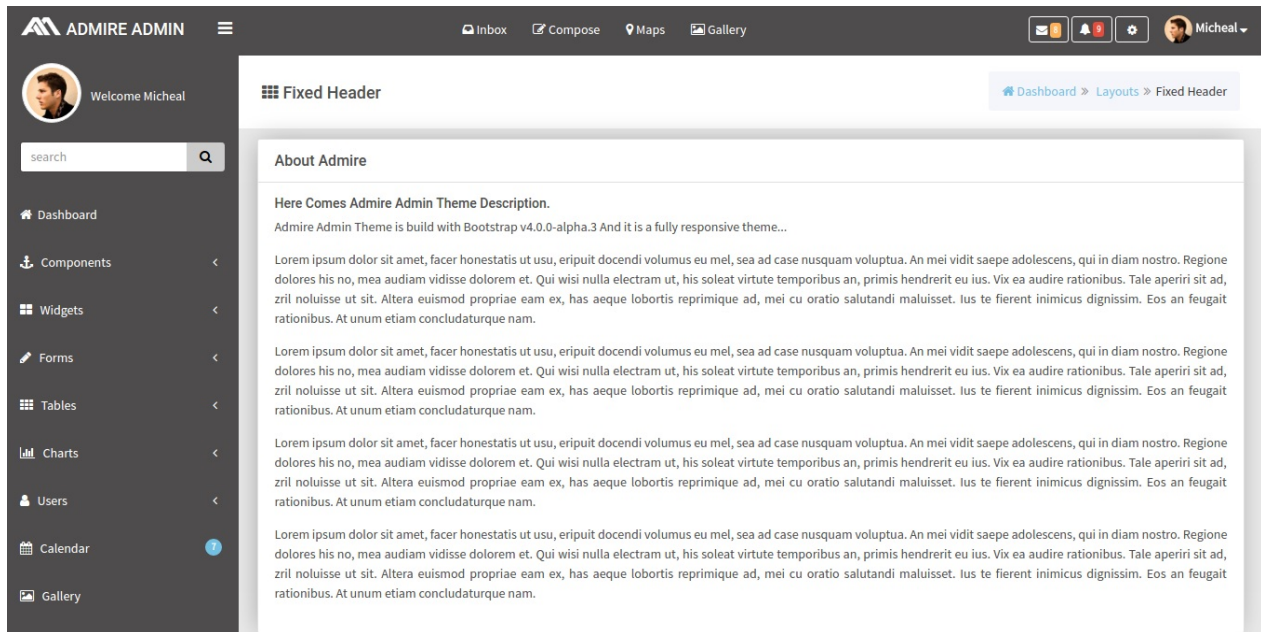 ADMIRE ADMIN
Inbox
Compose
Maps
Gallery
8
9
Micheal
Welcome Micheal
search
Dashboard
Components
Widgets
Forms
Tables
Charts
Users
Calendar
7
Gallery
Fixed Header
Dashboard » Layouts » Fixed Header
About Admire
Here Comes Admire Admin Theme Description.
Admire Admin Theme is build with Bootstrap v4.0.0-alpha.3 And it is a fully responsive theme...
Lorem ipsum dolor sit amet, facer honestatis ut usu, eripuit docendi volumus eu mel, sea ad case nusquam voluptua. An mei vidit saepe adolescens, qui in diam nostro. Regione
dolores his no, mea audiam vidisse dolorem et. Qui wisi nulla electram ut, his soleat virtute temporibus an, primis hendrerit eu ius. Vix ea audire rationibus. Tale aperiri sit ad,
zril noluisse ut sit. Altera euismod propriae eam ex, has aeque lobortis reprimique ad, mei cu oratio salutandi maluisset. Ius te fierent inimicus dignissim. Eos an feugait
rationibus. At unum etiam concludaturque nam.
Lorem ipsum dolor sit amet, facer honestatis ut usu, eripuit docendi volumus eu mel, sea ad case nusquam voluptua. An mei vidit saepe adolescens, qui in diam nostro. Regione
dolores his no, mea audiam vidisse dolorem et. Qui wisi nulla electram ut, his soleat virtute temporibus an, primis hendrerit eu ius. Vix ea audire rationibus. Tale aperiri sit ad,
zril noluisse ut sit. Altera euismod propriae eam ex, has aeque lobortis reprimique ad, mei cu oratio salutandi maluisset. Ius te fierent inimicus dignissim. Eos an feugait
rationibus. At unum etiam concludaturque nam.
Lorem ipsum dolor sit amet, facer honestatis ut usu, eripuit docendi volumus eu mel, sea ad case nusquam voluptua. An mei vidit saepe adolescens, qui in diam nostro. Regione
dolores his no, mea audiam vidisse dolorem et. Qui wisi nulla electram ut, his soleat virtute temporibus an, primis hendrerit eu ius. Vix ea audire rationibus. Tale aperiri sit ad,
zril noluisse ut sit. Altera euismod propriae eam ex, has aeque lobortis reprimique ad, mei cu oratio salutandi maluisset. Ius te fierent inimicus dignissim. Eos an feugait
rationibus. At unum etiam concludaturque nam.
Lorem ipsum dolor sit amet, facer honestatis ut usu, eripuit docendi volumus eu mel, sea ad case nusquam voluptua. An mei vidit saepe adolescens, qui in diam nostro. Regione
dolores his no, mea audiam vidisse dolorem et. Qui wisi nulla electram ut, his soleat virtute temporibus an, primis hendrerit eu ius. Vix ea audire rationibus. Tale aperiri sit ad,
zril noluisse ut sit. Altera euismod propriae eam ex, has aeque lobortis reprimique ad, mei cu oratio salutandi maluisset. Ius te fierent inimicus dignissim. Eos an feugait
rationibus. At unum etiam concludaturque nam.